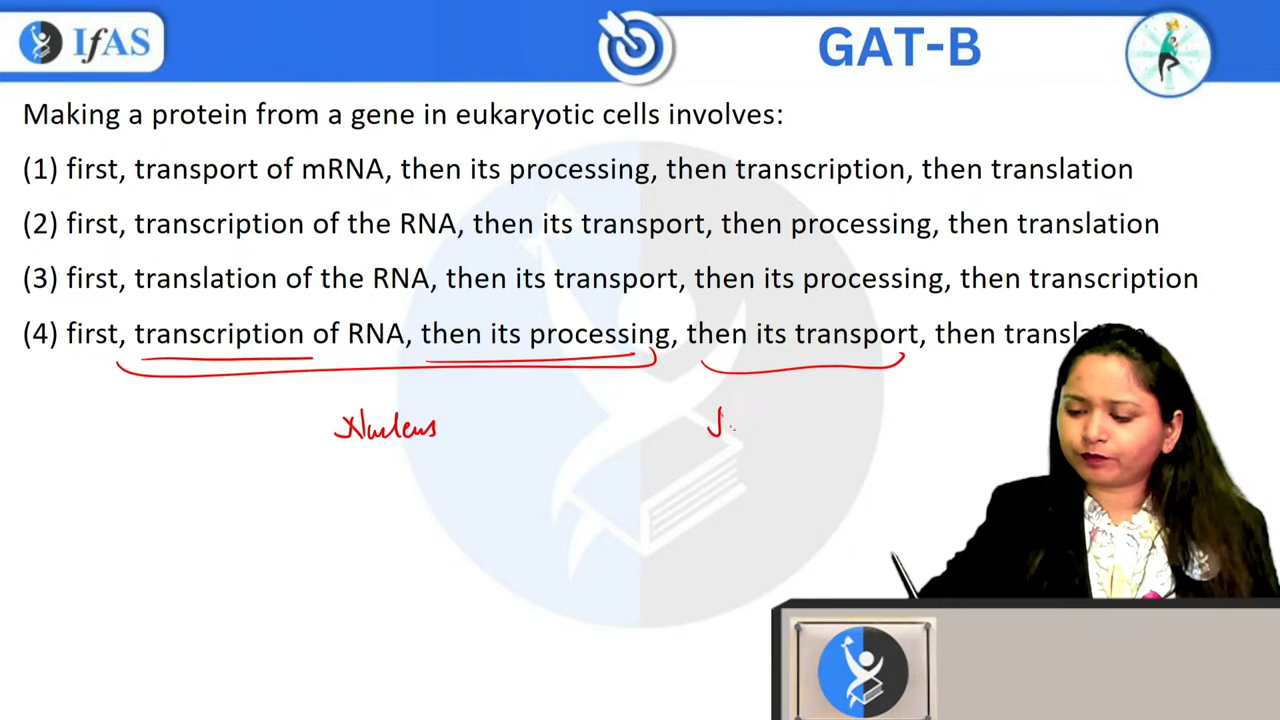 IfAS
GAT-B
Making a protein from a gene in eukaryotic cells involves:
(1) first, transport of mRNA, then its processing, then transcription, then translation
(2) first, transcription of the RNA, then its transport, then processing, then translation
(3) first, translation of the RNA, then its transport, then its processing, then transcription
(4) first, transcription of RNA, then its processing, then its transport, then
Nucleus